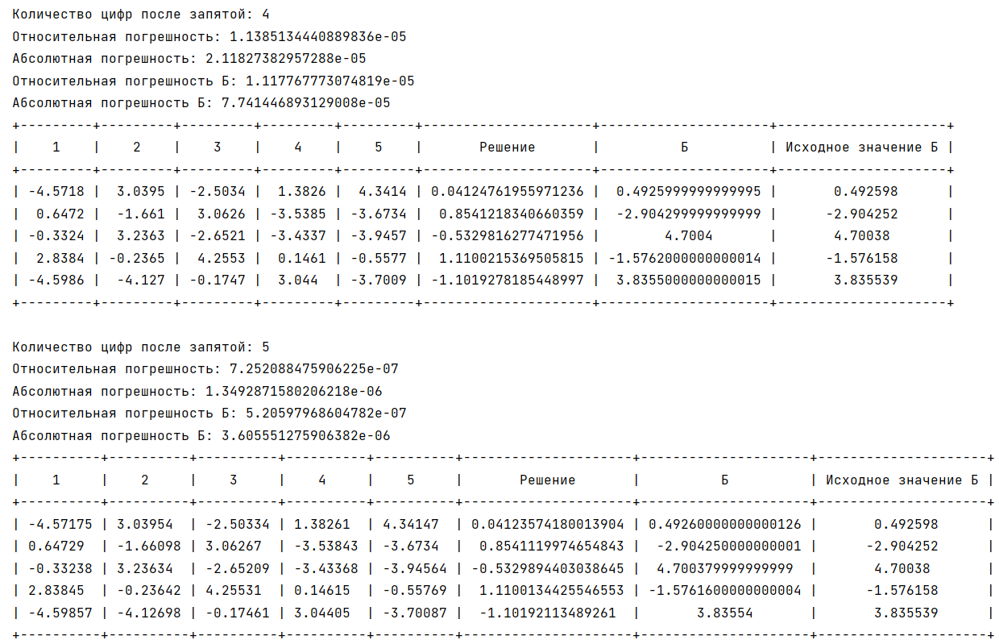 Количество цифр после запятой: 4
Относительная погрешность: 1.1385134440889836e-05
Абсолютная погрешность: 2.11827382957288e-05
Относительная погрешность Б: 1.117767773074819e-05
Абсолютная погрешность Б: 7.741446893129008e-05
+---------+---------+---------+---------+---------+---------------------+---------------------+---------------------+
|    1    |    2    |    3    |    4    |    5    |       Решение       |          Б          | Исходное значение Б |
+---------+---------+---------+---------+---------+---------------------+---------------------+---------------------+
| -4.5718 |  3.0395 | -2.5034 |  1.3826 |  4.3414 | 0.04124761955971236 |  0.4925999999999995 |       0.492598      |
|  0.6472 |  -1.661 |  3.0626 | -3.5385 | -3.6734 |  0.8541218340660359 |  -2.904299999999999 |      -2.904252      |
| -0.3324 |  3.2363 | -2.6521 | -3.4337 | -3.9457 | -0.5329816277471956 |        4.7004       |       4.70038       |
|  2.8384 | -0.2365 |  4.2553 |  0.1461 | -0.5577 |  1.1100215369505815 | -1.5762000000000014 |      -1.576158      |
| -4.5986 |  -4.127 | -0.1747 |  3.044  | -3.7009 | -1.1019278185448997 |  3.8355000000000015 |       3.835539      |
+---------+---------+---------+---------+---------+---------------------+---------------------+---------------------+
Количество цифр после запятой: 5
Относительная погрешность: 7.252088475906225e-07
Абсолютная погрешность: 1.3492871580206218e-06
Относительная погрешность Б: 5.20597968604782e-07
Абсолютная погрешность Б: 3.605551275906382e-06
+----------+----------+----------+----------+----------+---------------------+---------------------+---------------------+
|    1     |    2     |    3     |    4     |    5     |       Решение       |          Б          | Исходное значение Б |
+----------+----------+----------+----------+----------+---------------------+---------------------+---------------------+
| -4.57175 | 3.03954  | -2.50334 | 1.38261  | 4.34147  | 0.04123574180013904 | 0.49260000000000126 |       0.492598      |
| 0.64729  | -1.66098 | 3.06267  | -3.53843 | -3.6734  |  0.8541119974654843 |  -2.904250000000001 |      -2.904252      |
| -0.33238 | 3.23634  | -2.65209 | -3.43368 | -3.94564 | -0.5329894403038645 |  4.700379999999999  |       4.70038       |
| 2.83845  | -0.23642 | 4.25531  | 0.14615  | -0.55769 |  1.1100134425546553 | -1.5761600000000004 |      -1.576158      |
| -4.59857 | -4.12698 | -0.17461 | 3.04405  | -3.70087 |  -1.10192113489261  |       3.83554       |       3.835539      |
+----------+----------+----------+----------+----------+---------------------+---------------------+---------------------+